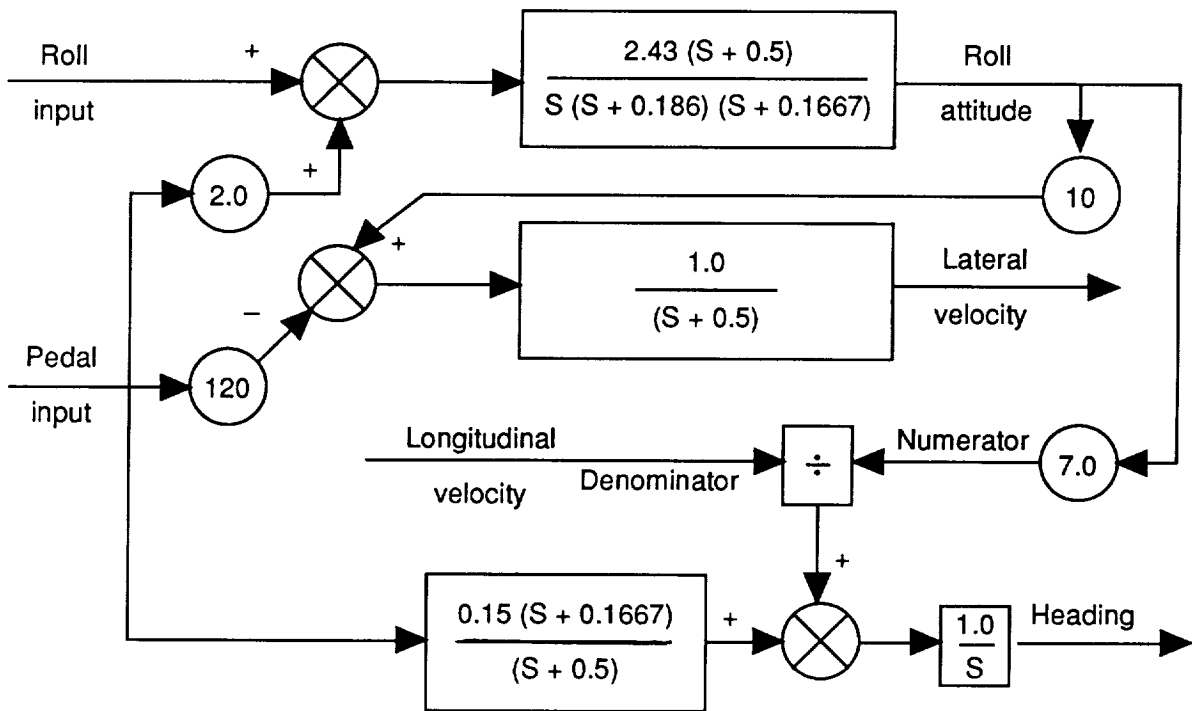 Roll
input
+
2.43 (S + 0.5)
S (S + 0.186) (S + 0.1667)
Roll
attitude
+
2.0
10
+
1.0
(S + 0.5)
Lateral
velocity
−
Pedal
input
120
Longitudinal
velocity
Denominator
÷
Numerator
7.0
+
0.15 (S + 0.1667)
(S + 0.5)
+
1.0
S
Heading